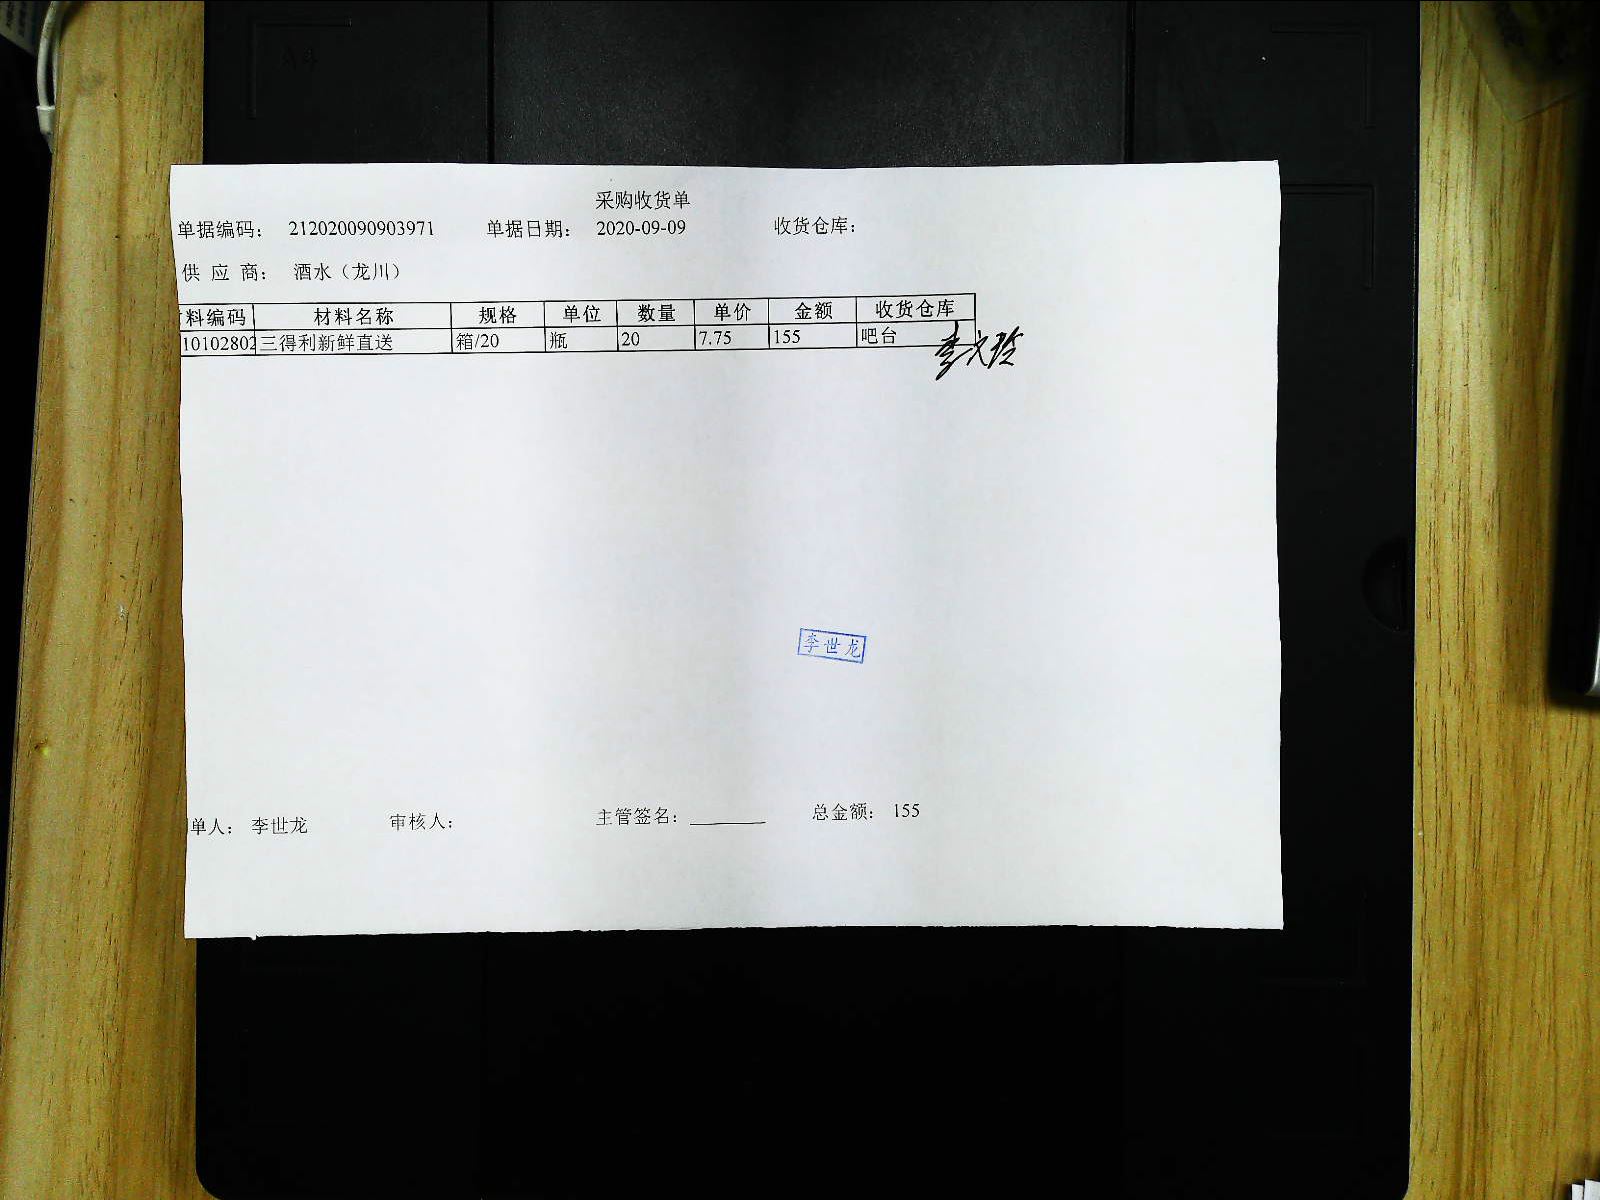 采购收货单
单据编码： 212020090903971 单据日期： 2020-09-09 收货仓库：
供 应 商： 酒水（龙川）
料编码 材料名称 规格 单位 数量 单价 金额 收货仓库
10102802 三得利新鲜直送 箱/20 瓶 20 7.75 155 吧台
李文玲
李世龙
单人： 李世龙 审核人： 主管签名： 总金额： 155